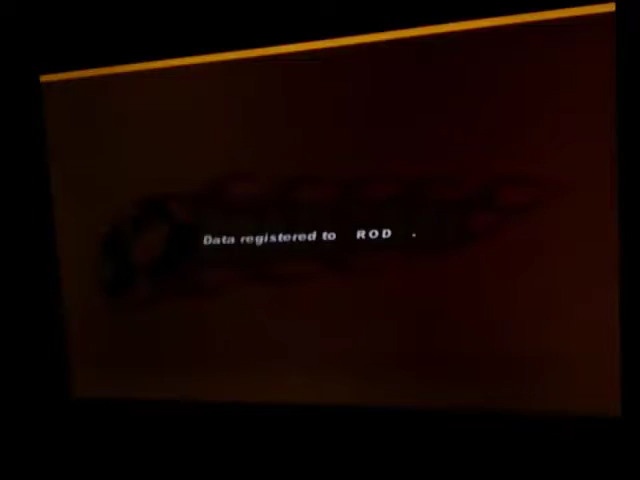 Data registered to ROD .